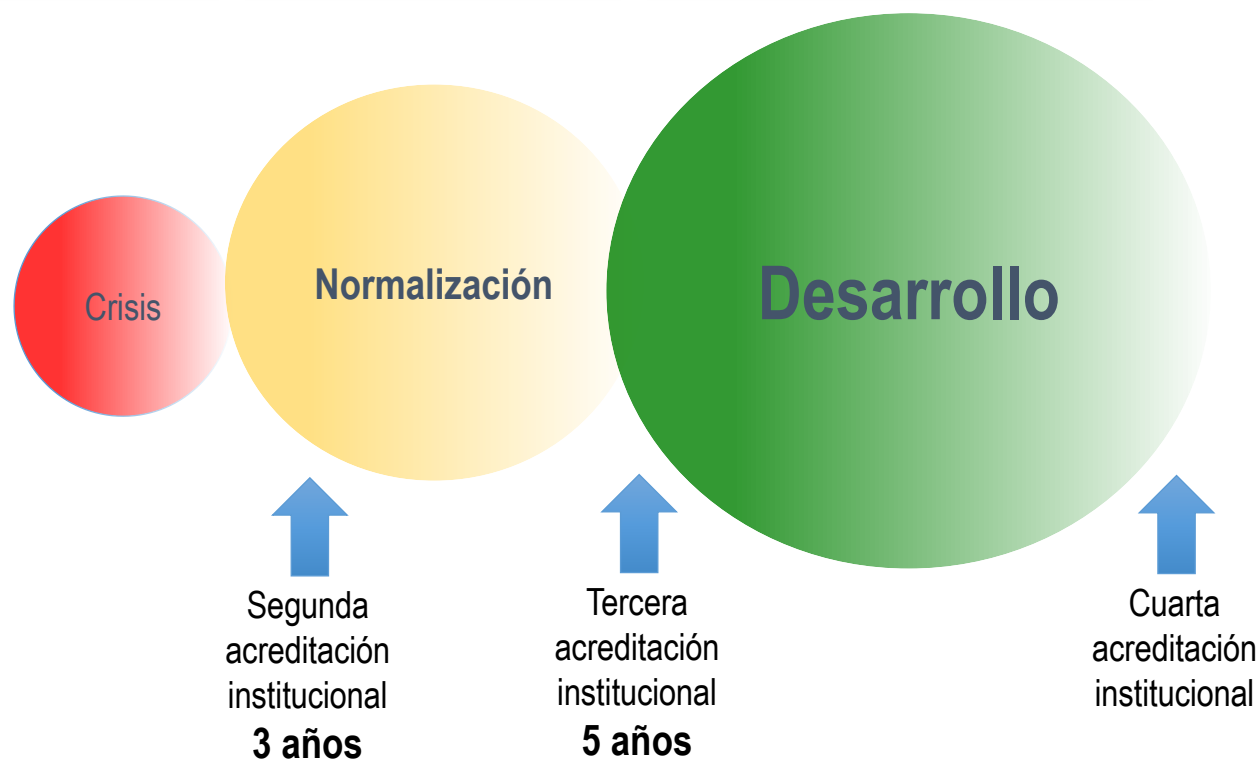 Crisis
Normalización
Desarrollo
Segunda
acreditación
institucional
3 años
Tercera
acreditación
institucional
5 años
Cuarta
acreditación
institucional